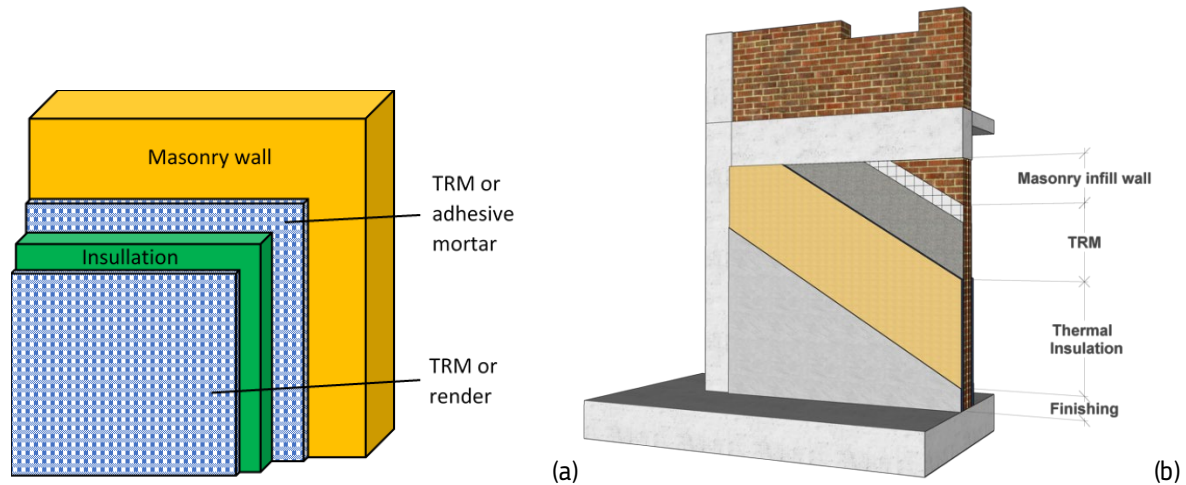 Masonry wall
TRM or
adhesive
mortar
Insullation
TRM or
render
(a)
Masonry infill wall
TRM
Thermal
Insulation
Finishing
(b)